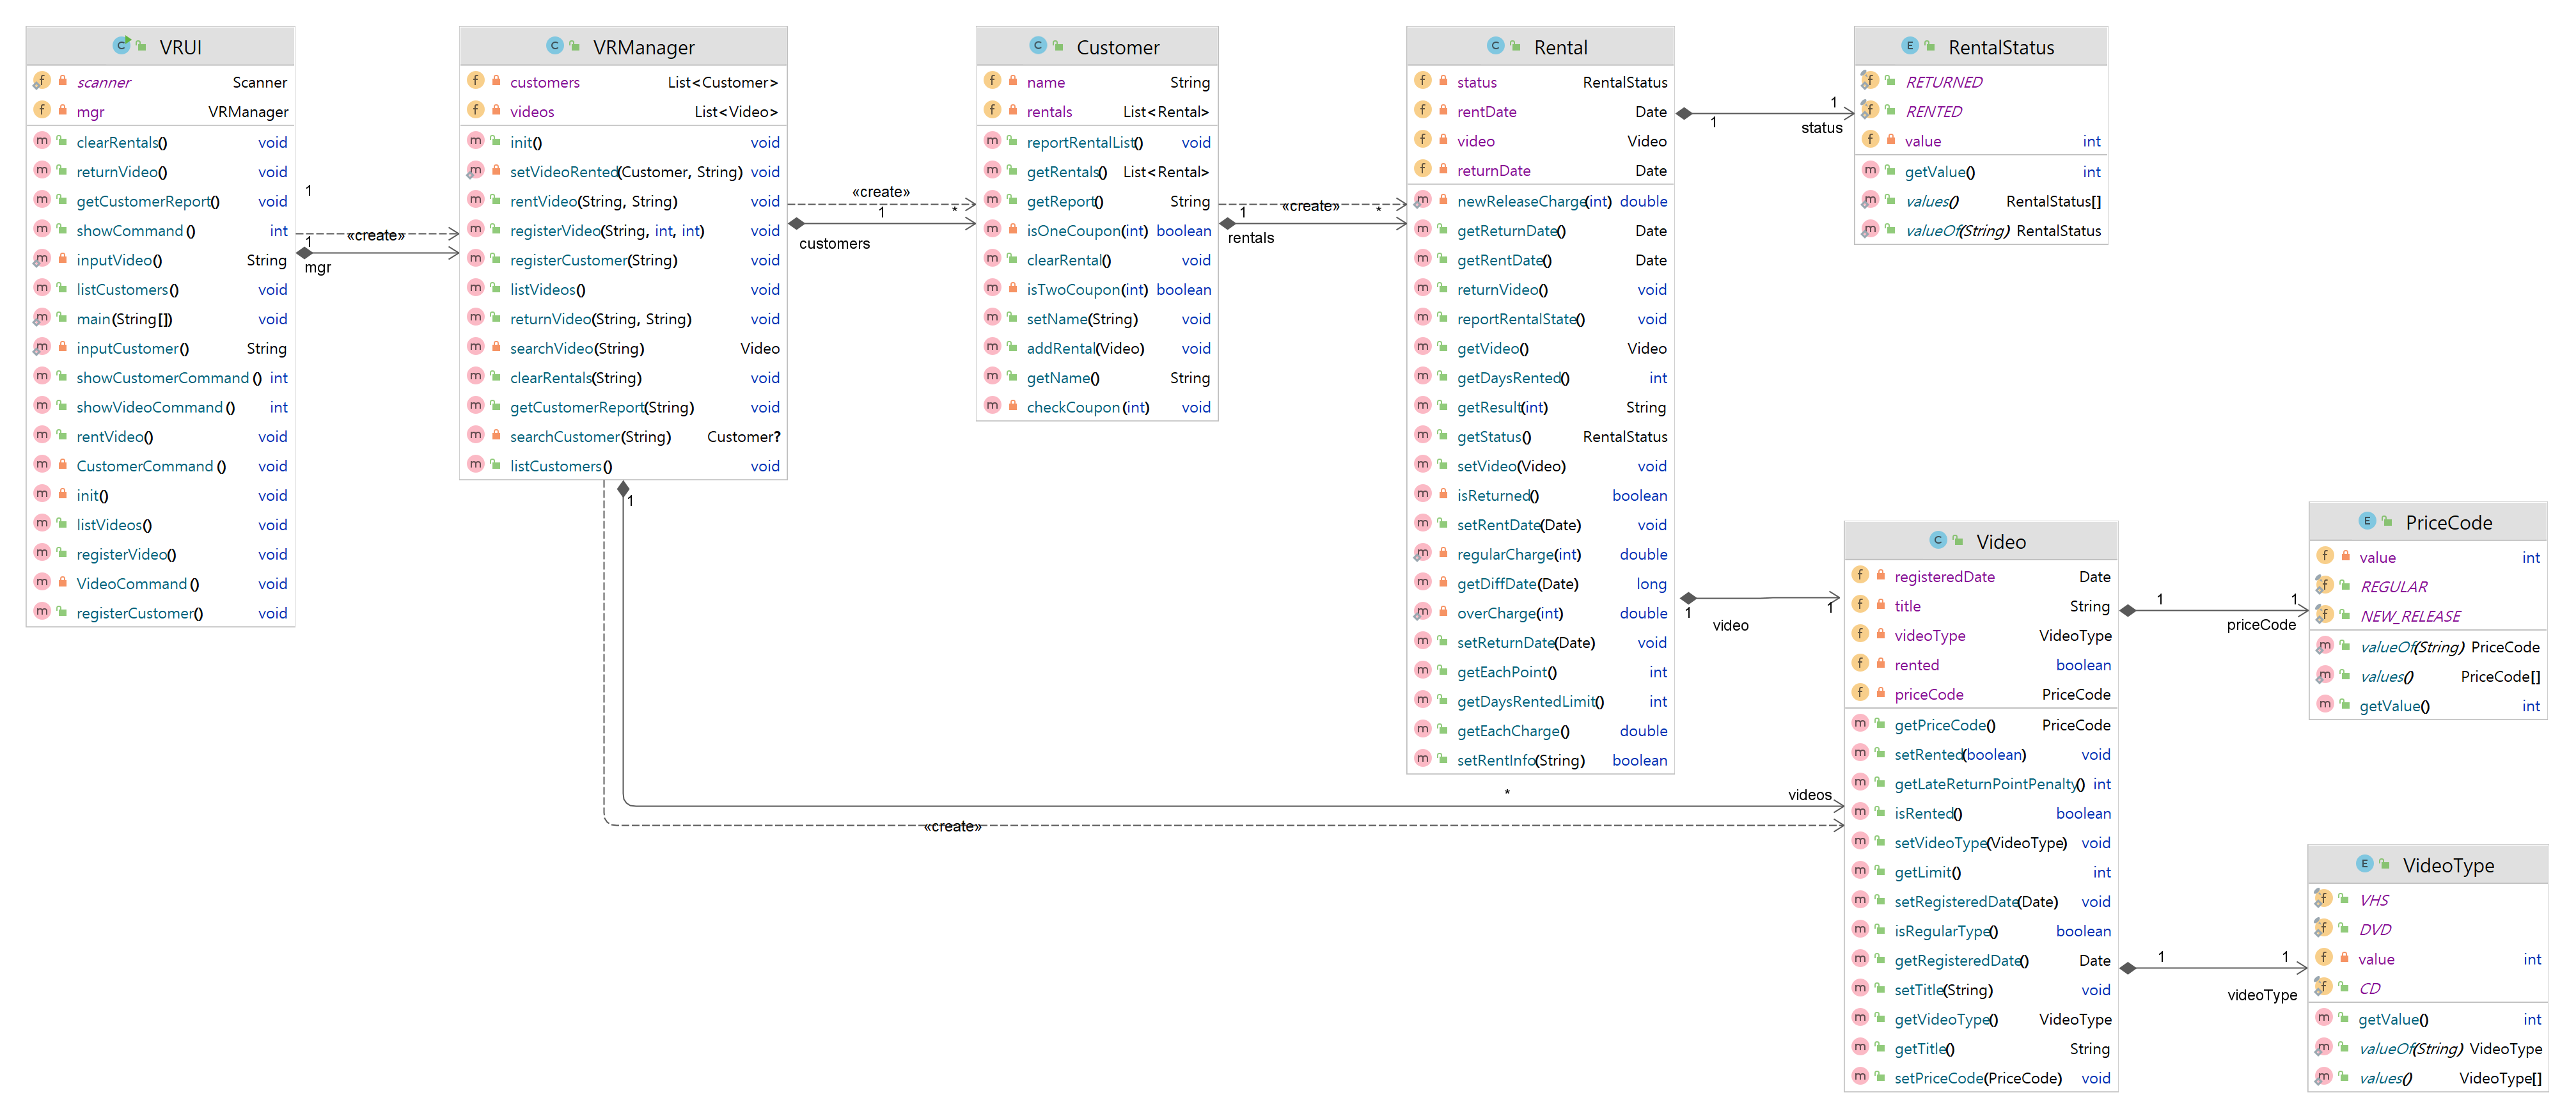 VRUI
scanner Scanner
mgr VRManager
clearRentals() void
returnVideo() void
getCustomerReport() void
showCommand() int
inputVideo() String
listCustomers() void
main(String[]) void
inputCustomer() String
showCustomerCommand() int
showVideoCommand() int
rentVideo() void
CustomerCommand() void
init() void
listVideos() void
registerVideo() void
VideoCommand() void
registerCustomer() void
1
«create»
1
mgr
VRManager
customers List<Customer>
videos List<Video>
init() void
setVideoRented(Customer, String) void
rentVideo(String, String) void
registerVideo(String, int, int) void
registerCustomer(String) void
listVideos() void
returnVideo(String, String) void
searchVideo(String) Video
clearRentals(String) void
getCustomerReport(String) void
searchCustomer(String) Customer?
listCustomers() void
«create»
1 *
customers
1
* videos
«create»
Customer
name String
rentals List<Rental>
reportRentalList() void
getRentals() List<Rental>
getReport() String
isOneCoupon(int) boolean
clearRental() void
isTwoCoupon(int) boolean
setName(String) void
addRental(Video) void
getName() String
checkCoupon(int) void
«create»
1 *
rentals
Rental
status RentalStatus
rentDate Date
video Video
returnDate Date
newReleaseCharge(int) double
getReturnDate() Date
getRentDate() Date
returnVideo() void
reportRentalState() void
getVideo() Video
getDaysRented() int
getResult(int) String
getStatus() RentalStatus
setVideo(Video) void
isReturned() boolean
setRentDate(Date) void
regularCharge(int) double
getDiffDate(Date) long
overCharge(int) double
setReturnDate(Date) void
getEachPoint() int
getDaysRentedLimit() int
getEachCharge() double
setRentInfo(String) boolean
1
1 status
1 1
video
RentalStatus
RETURNED
RENTED
value int
getValue() int
values() RentalStatus[]
valueOf(String) RentalStatus
Video
registeredDate Date
title String
videoType VideoType
rented boolean
priceCode PriceCode
getPriceCode() PriceCode
setRented(boolean) void
getLateReturnPointPenalty() int
isRented() boolean
setVideoType(VideoType) void
getLimit() int
setRegisteredDate(Date) void
isRegularType() boolean
getRegisteredDate() Date
setTitle(String) void
getVideoType() VideoType
getTitle() String
setPriceCode(PriceCode) void
1 1
priceCode
1 1
videoType
PriceCode
value int
REGULAR
NEW_RELEASE
valueOf(String) PriceCode
values() PriceCode[]
getValue() int
VideoType
VHS
DVD
value int
CD
getValue() int
valueOf(String) VideoType
values() VideoType[]